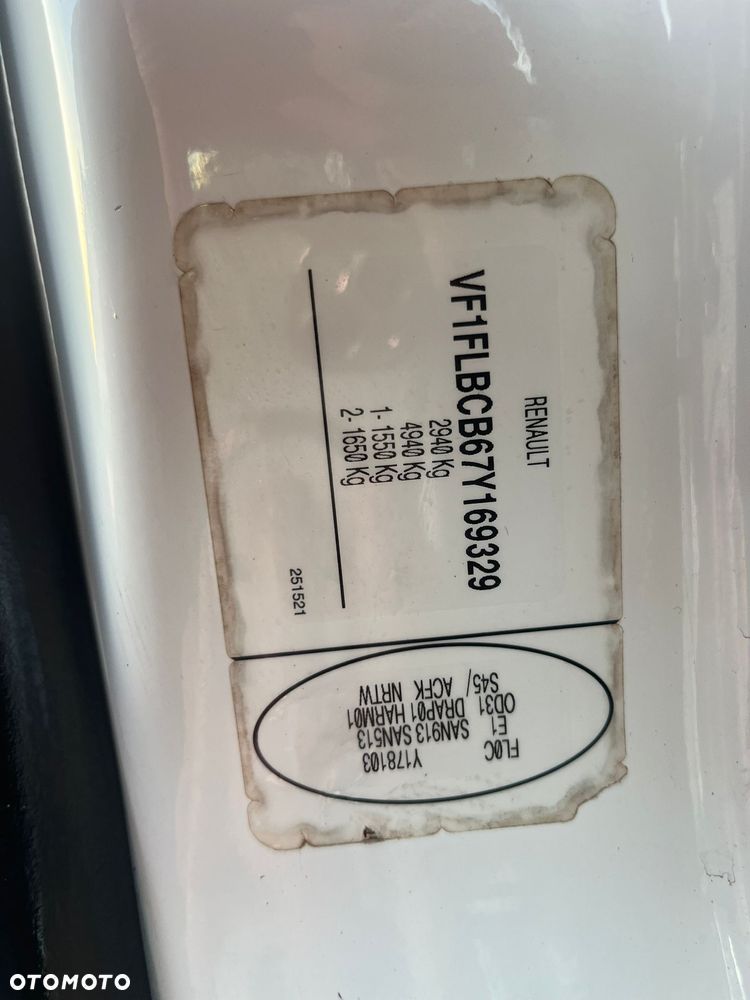 RENAULT
VF1FLBCB67Y169329
2940 Kg
4940 Kg
1- 1550 Kg
2- 1650 Kg
251521
FL0C Y178103
E1 SAN913 SAN513
OD31 DRAP01 HARM01
S45/ ACFK NRTW
OTOMOTO